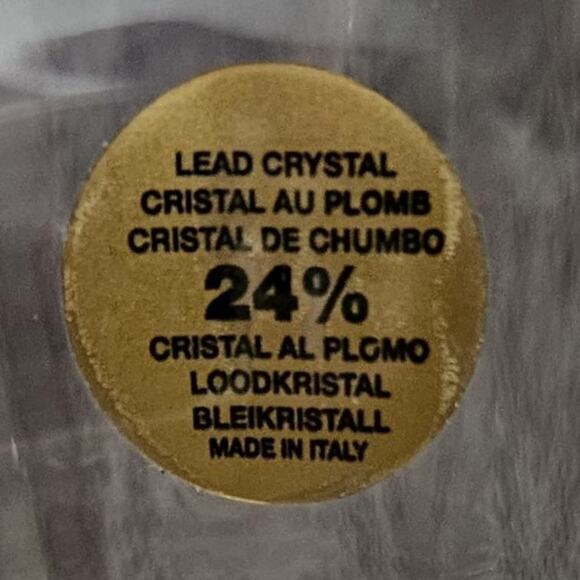 LEAD CRYSTAL
CRISTAL AU PLOMB
CRISTAL DE CHUMBO
24%
CRISTAL AL PLOMO
LOODKRISTAL
BLEIKRISTALL
MADE IN ITALY